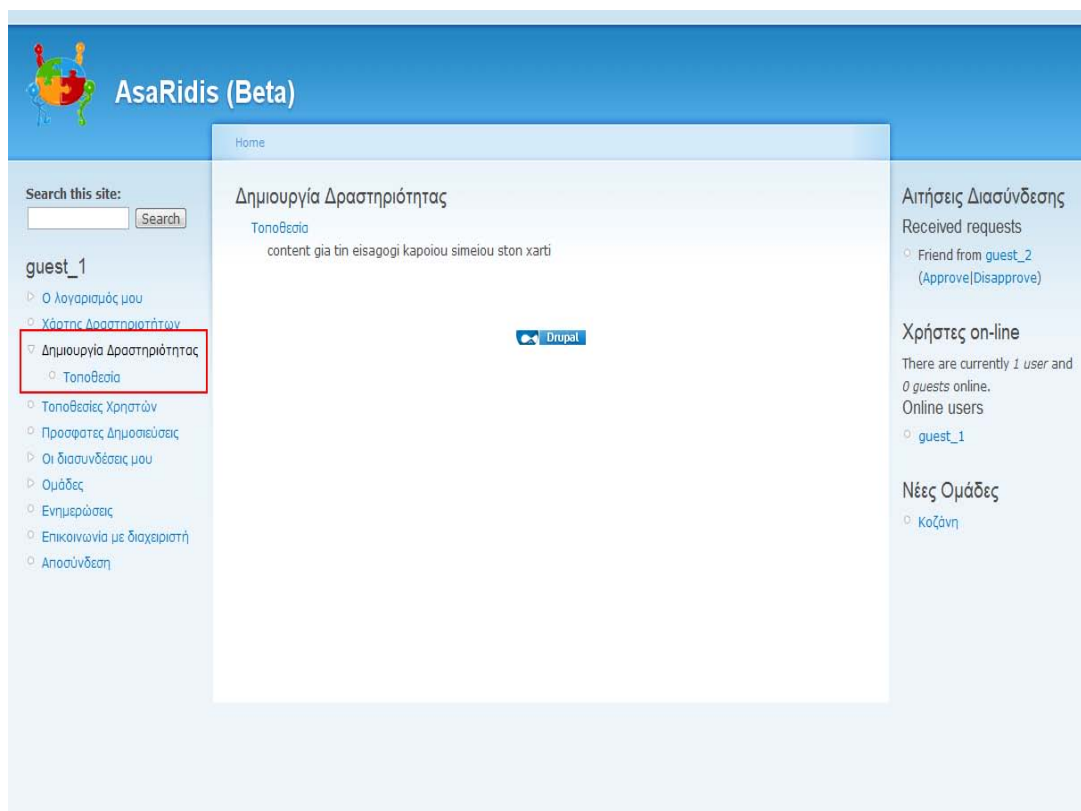 AsaRidis (Beta)
Home
Search this site:
Search
guest_1
Ο λογαρισμός μου
Χάρτης Δραστηριοτήτων
Δημιουργία Δραστηριότητας
Τοποθεσία
Τοποθεσίες Χρηστών
Προσφατες Δημοσιεύσεις
Οι διασυνδέσεις μου
Ομάδες
Ενημερώσεις
Επικοινωνία με διαχειριστή
Αποσύνδεση
Δημιουργία Δραστηριότητας
Τοποθεσία
content gia tin eisagogi kapoiou simeiou ston xarti
Drupal
Αιτήσεις Διασύνδεσης
Received requests
Friend from guest_2
(Approve|Disapprove)
Χρήστες on-line
There are currently 1 user and
0 guests online.
Online users
guest_1
Νέες Ομάδες
Κοζάνη